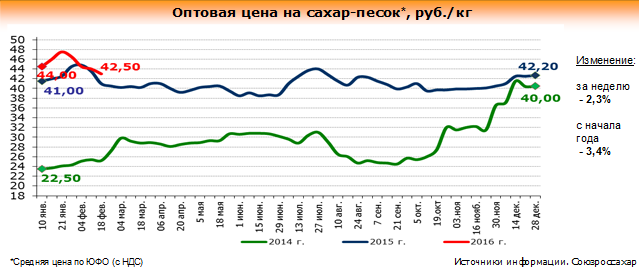 Оптовая цена на сахар-песок*, руб./кг
50
48
46
44
42
40
38
36
34
32
30
28
26
24
22
20
18
44,00
42,50
41,00
22,50
42,20
40,00
Изменение:
за неделю
- 2,3%
с начала
года
- 3,4%
10 янв.
21 янв.
04 фев.
18 фев.
04 мар.
18 мар.
06 апр.
20 апр.
5 мая
18 мая
1 июн.
15 июн.
29 июн.
13 июл.
27 июл.
10 авг.
24 авг.
7 сен.
21 сен.
5 окт.
19.окт
03.ноя
16 нояб.
30 ноя.
14 дек.
28 дек.
2014 г.
2015 г.
2016 г.
*Средняя цена по ЮФО (с НДС)
Источники информации. Союзроссахар